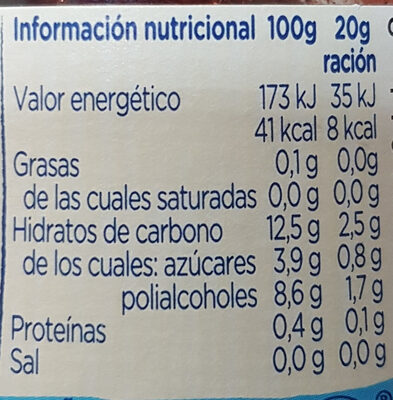 Información nutricional 100g 20g
ración
Valor energético 173 kJ 35 kJ
41 kcal 8 kcal
Grasas 0,1 g 0,0g
de las cuales saturadas 0,0 g 0,0 g
Hidratos de carbono 12,5 g 2,5 g
de los cuales: azúcares 3,9 g 0,8 g
polialcoholes 8,6 g 1,7 g
Proteínas 0,4 g 0,1 g
Sal 0,0 g 0,0 g